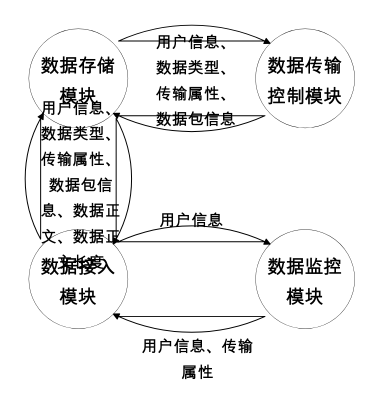 数据存储
模块
用户信息、
数据类型、
传输属性、
数据包信息
数据传输
控制模块
用户信息、
数据类型、
传输属性、
数据包信
息、数据正
文、数据正
文长度
用户信息
数据接入
模块
数据监控
模块
用户信息、传输
属性